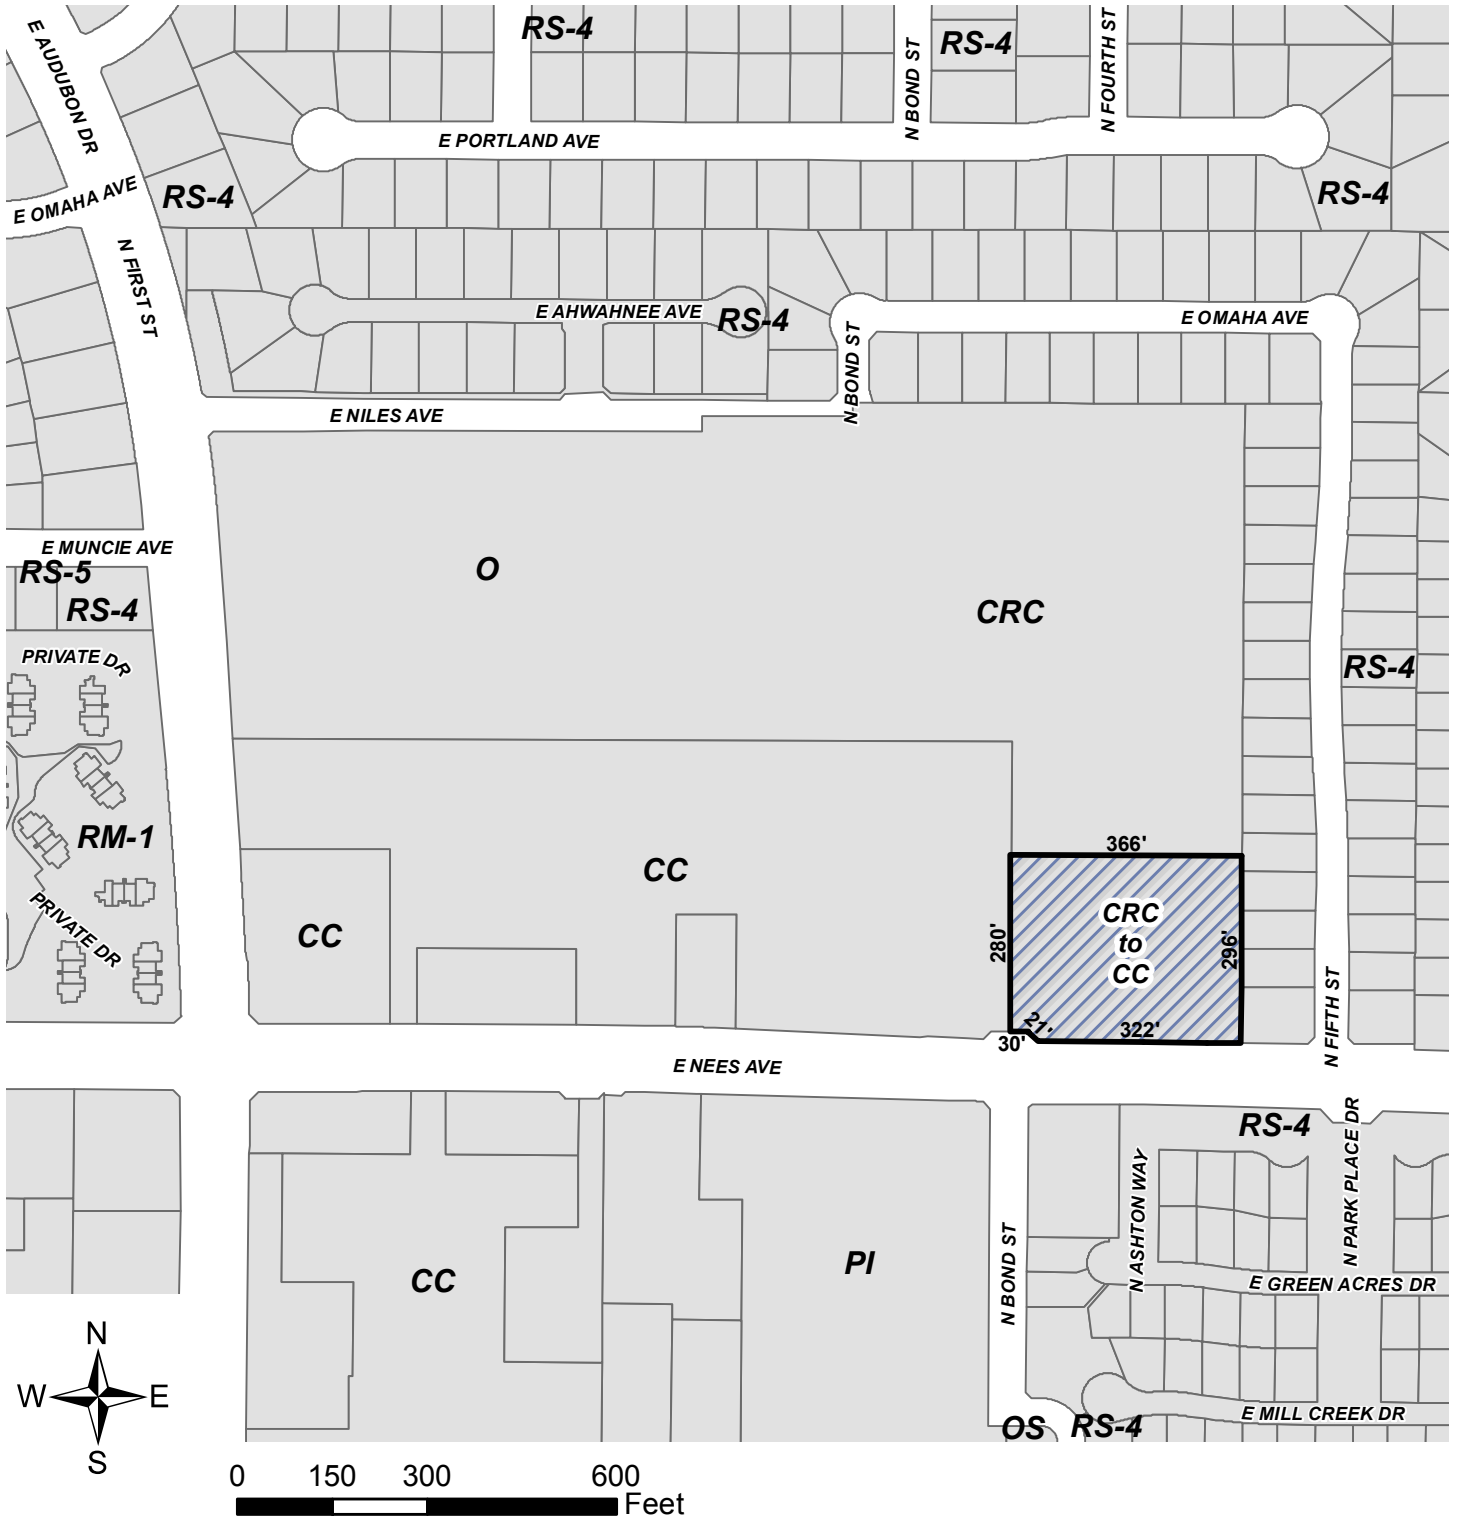 E AUDUBON DR
RS-4
RS-4
N BOND ST
N FOURTH ST
E PORTLAND AVE
E OMAHA AVE
RS-4
RS-4
N FIRST ST
E AHWAHNEE AVE
RS-4
E OMAHA AVE
N BOND ST
E NILES AVE
E MUNCIE AVE
RS-5
RS-4
O
CRC
PRIVATE DR
RS-4
RM-1
CC
366'
CC
PRIVATE DR
280'
CRC
to
CC
296'
21'
30'
322'
N FIFTH ST
E NEES AVE
RS-4
N PARK PLACE DR
N ASHTON WAY
N BOND ST
PI
CC
E GREEN ACRES DR
E MILL CREEK DR
OS
RS-4
N
W
E
S
0 150 300 600
Feet